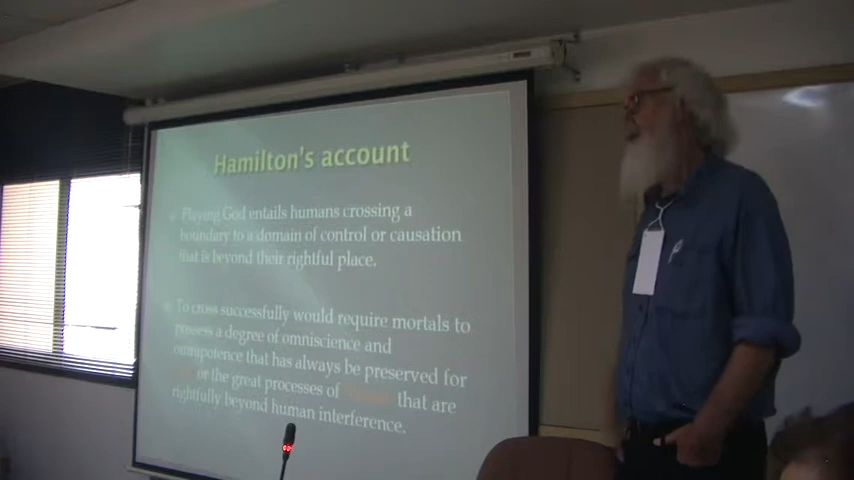 Hamilton's account
Playing God entails humans crossing a
boundary to a domain of control or causation
that is beyond their rightful place.
To cross successfully would require mortals to
possess a degree of omniscience and
omnipotence that has always be preserved for
or the great processes of
that are
rightfully beyond human interference.